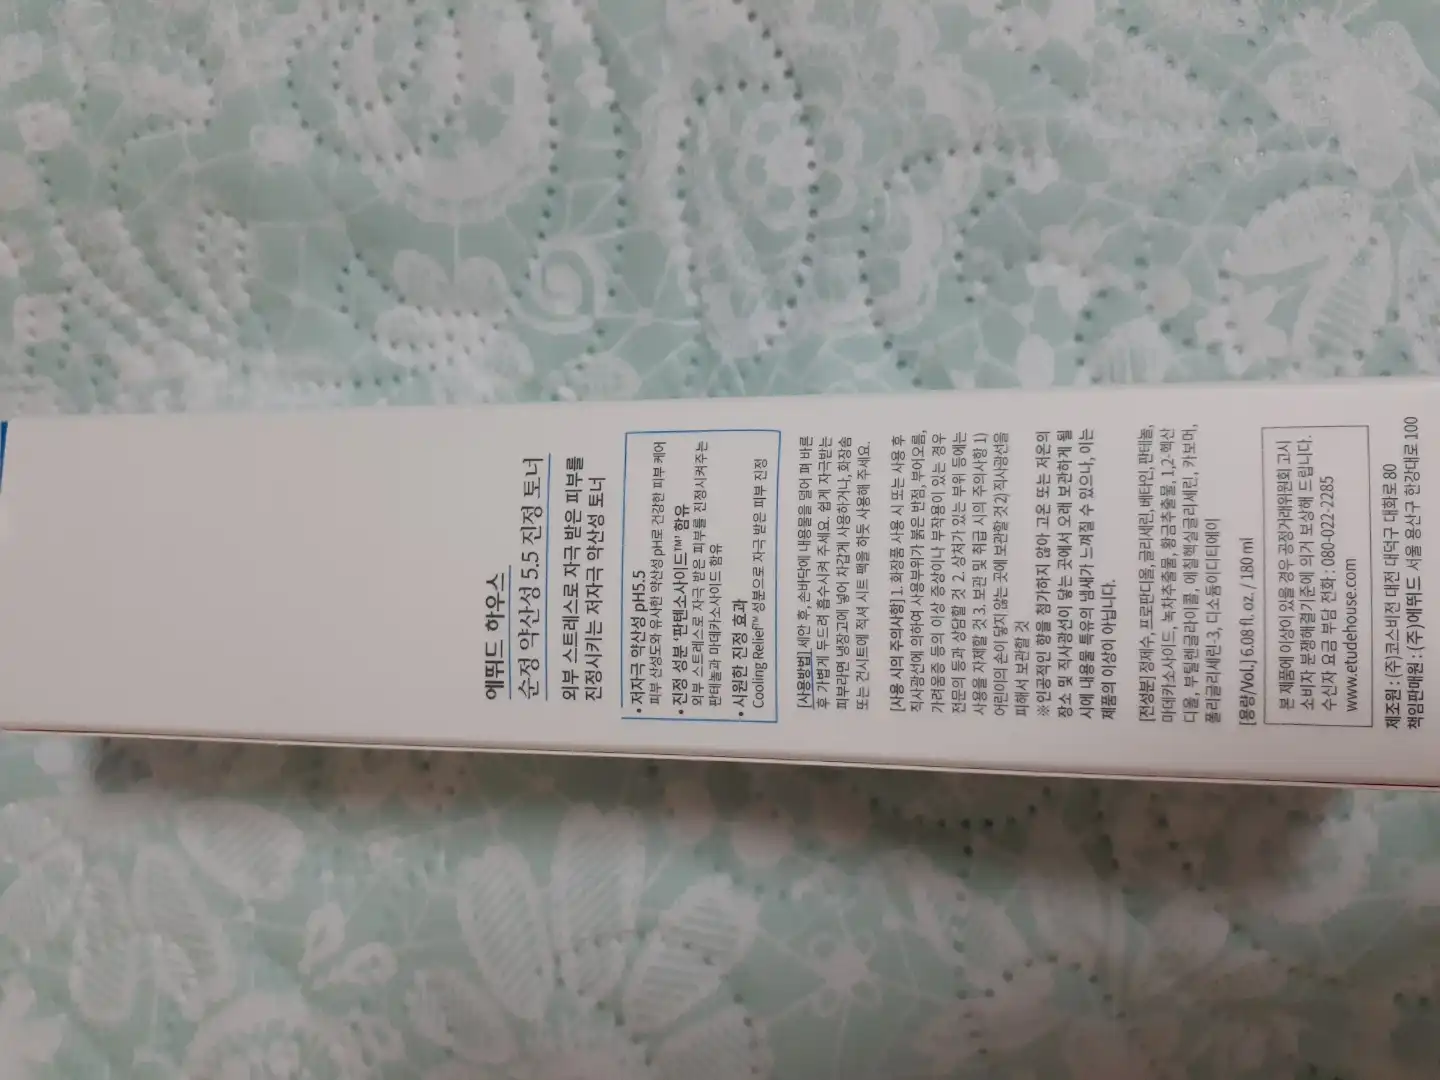 에뛰드 하우스
순정 약산성 5.5 진정 토너
외부 스트레스로 자극 받은 피부를
진정시키는 저자극 약산성 토너
• 저자극 약산성 pH5.5
피부 산성도와 유사한 약산성 pH로 건강한 피부 케어
• 진정 성분 '판텐소사이드™' 함유
외부 스트레스로 자극 받은 피부를 진정시켜주는
판테놀과 마데카소사이드 함유
• 시원한 진정 효과
Cooling Relief™ 성분으로 자극 받은 피부 진정
[사용방법] 세안 후, 손바닥에 내용물을 덜어 펴 바른
후 가볍게 두드려 흡수시켜 주세요. 쉽게 자극받는
피부라면 냉장고에 넣어 차갑게 사용하거나, 화장솜
또는 건시트에 적셔 시트 팩을 하듯 사용해 주세요.
[사용 시의 주의사항] 1. 화장품 사용 시 또는 사용 후
직사광선에 의하여 사용부위가 붉은 반점, 부어오름,
가려움증 등의 이상 증상이나 부작용이 있는 경우
전문의 등과 상담할 것 2. 상처가 있는 부위 등에는
사용을 자제할 것 3. 보관 및 취급 시의 주의사항 1)
어린이의 손이 닿지 않는 곳에 보관할 것 2)직사광선을
피해서 보관할 것
※인공적인 향을 첨가하지 않아 고온 또는 저온의
장소 및 직사광선이 닿는 곳에서 오래 보관하게 될
시에 내용물 특유의 냄새가 느껴질 수 있으나, 이는
제품의 이상이 아닙니다.
[전성분] 정제수, 프로판디올, 글리세린, 베타인, 판테놀,
마데카소사이드, 녹차추출물, 황금추출물, 1,2-헥산
디올, 부틸렌글라이콜, 에칠헥실글리세린, 카보머,
폴리글리세린-3, 디소듐이디티에이
[용량/Vol.] 6.08 fl. oz. / 180 ml
본 제품에 이상이 있을 경우 공정거래위원회 고시
소비자 분쟁해결기준에 의거 보상해 드립니다.
수신자 요금 부담 전화 : 080-022-2285
www.etudehouse.com
제조원 : (주)코스비전 대전 대덕구 대화로 80
책임판매원 : (주)에뛰드 서울 용산구 한강대로 100